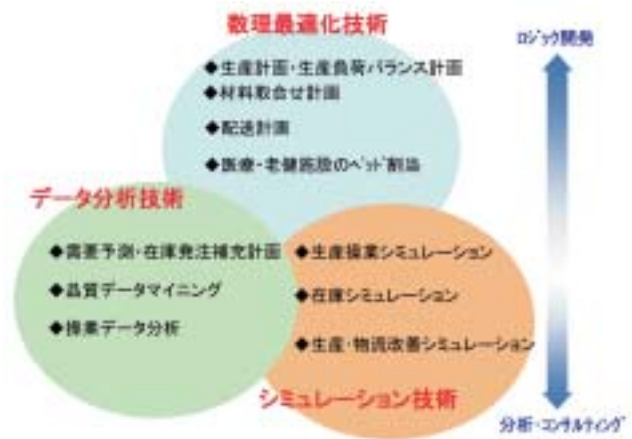 数理最適化技術
ロジック開発
◆生産計画・生産負荷バランス計画
◆材料取合せ計画
◆配送計画
◆医療・老健施設のベッド割当
データ分析技術
◆需要予測・在庫発注補充計画
◆品質データマイニング
◆操業データ分析
◆生産操業シミュレーション
◆在庫シミュレーション
◆生産・物流改善シミュレーション
シミュレーション技術
分析・コンサルティング